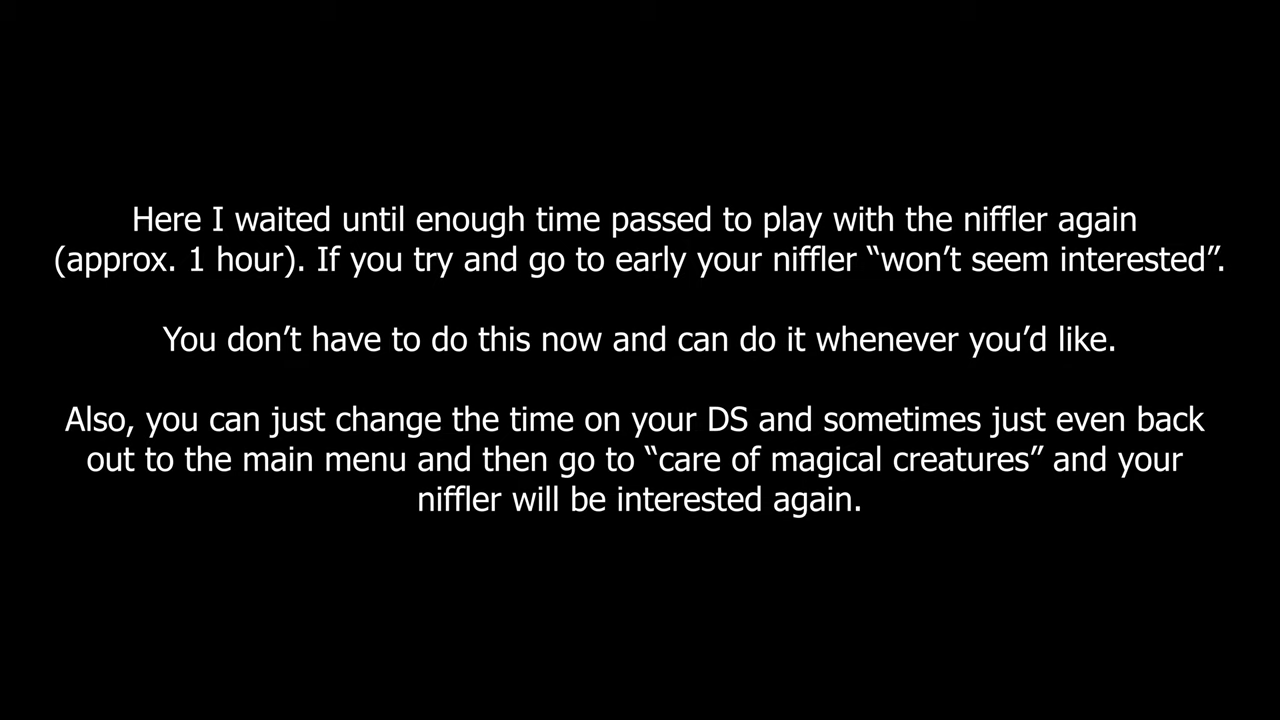 Here I waited until enough time passed to play with the niffler again
(approx. 1 hour). If you try and go to early your niffler “won’t seem interested”.
You don’t have to do this now and can do it whenever you’d like.
Also, you can just change the time on your DS and sometimes just even back
out to the main menu and then go to “care of magical creatures” and your
niffler will be interested again.